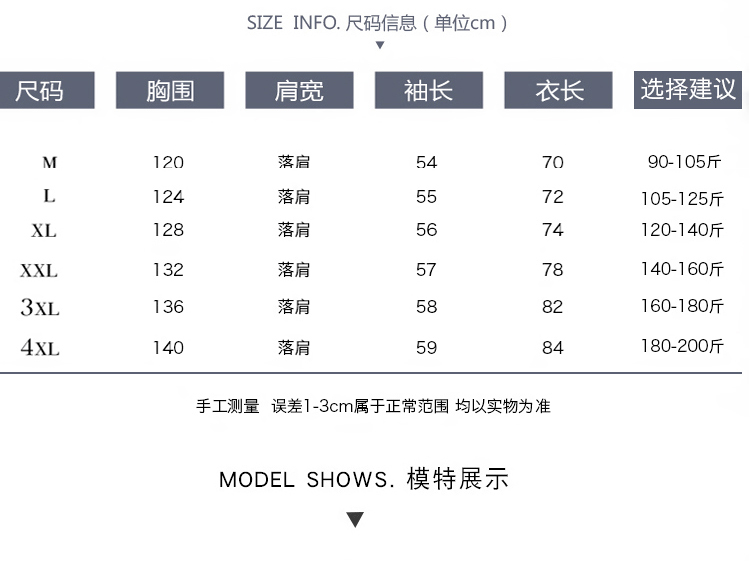 SIZE INFO. 尺码信息（单位cm）
尺码 胸围 肩宽 袖长 衣长 选择建议
M 120 落肩 54 70 90-105斤
L 124 落肩 55 72 105-125斤
XL 128 落肩 56 74 120-140斤
XXL 132 落肩 57 78 140-160斤
3XL 136 落肩 58 82 160-180斤
4XL 140 落肩 59 84 180-200斤
手工测量 误差1-3cm属于正常范围 均以实物为准
MODEL SHOWS. 模特展示